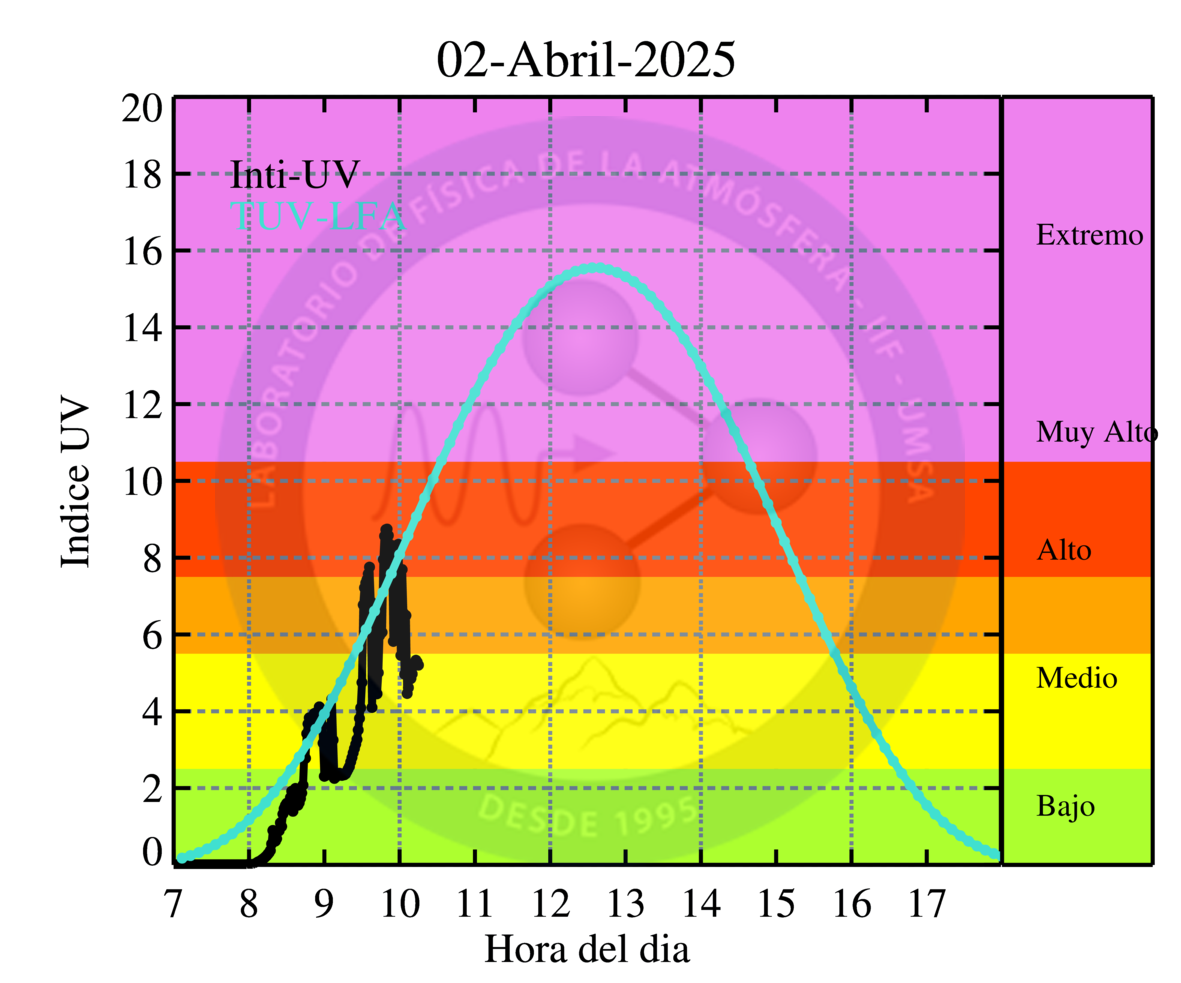 02-Abril-2025
20
18
16
14
12
10
8
6
4
2
0
Indice UV
Inti-UV
TUV-LFA
LABORATORIO DE FÍSICA DE LA ATMÓSFERA - IIF - UMSA
DESDE 1995
Extremo
Muy Alto
Alto
Medio
Bajo
7 8 9 10 11 12 13 14 15 16 17
Hora del dia